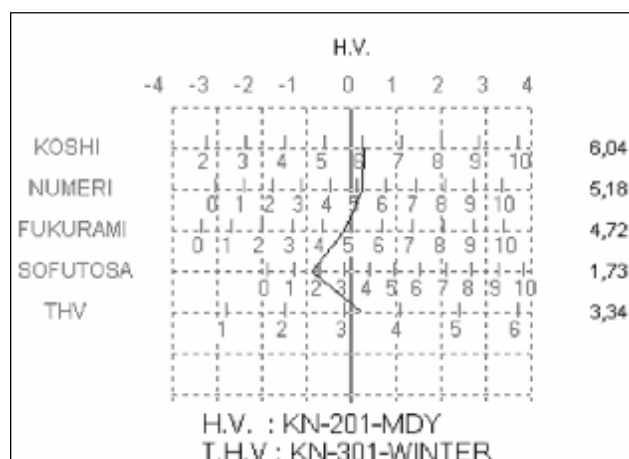 H.V.
-4 -3 -2 -1 0 1 2 3 4
KOSHI 6,04
2 3 4 5 6 7 8 9 10
NUMERI 5,18
0 1 2 3 4 5 6 7 8 9 10
FUKURAMI 4,72
0 1 2 3 4 5 6 7 8 9 10
SOFUTOSA 1,73
0 1 2 3 4 5 6 7 8 9 10
THV 3,34
1 2 3 4 5 6
H.V. : KN-201-MDY
T.H.V : KN-301-WINTER